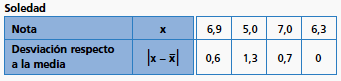 Soledad
Nota x 6,9 5,0 7,0 6,3
Desviación respecto a la media |x − x̄| 0,6 1,3 0,7 0